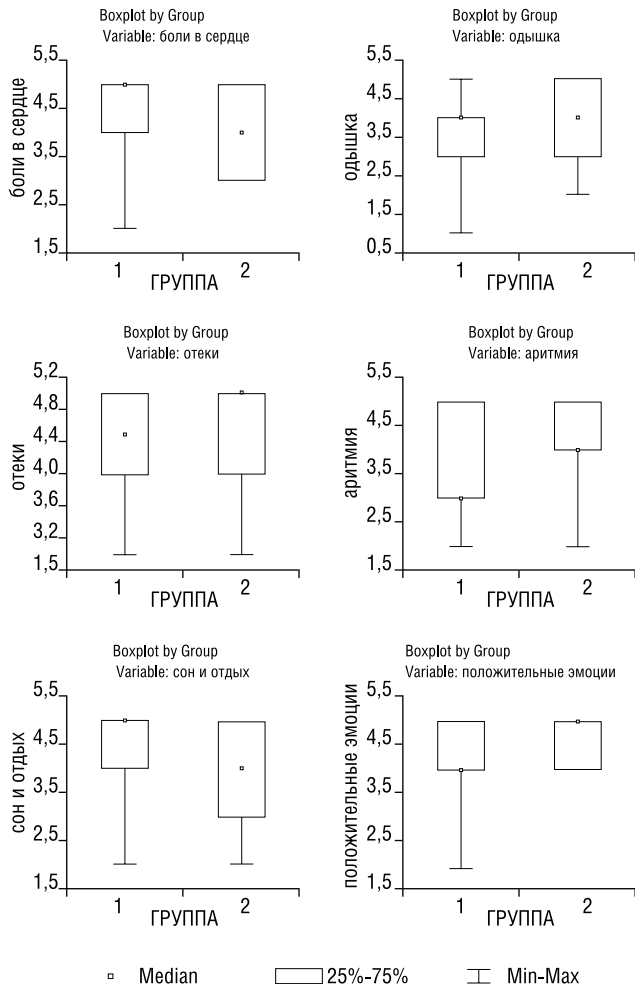 Boxplot by Group
Variable: боли в сердце
боли в сердце
5,5
4,5
3,5
2,5
1,5
1
2
ГРУППА
Boxplot by Group
Variable: одышка
одышка
5,5
4,5
3,5
2,5
1,5
0,5
1
2
ГРУППА
Boxplot by Group
Variable: отеки
отеки
5,2
4,8
4,4
4,0
3,6
3,2
1,5
1
2
ГРУППА
Boxplot by Group
Variable: аритмия
аритмия
5,5
4,5
3,5
2,5
1,5
1
2
ГРУППА
Boxplot by Group
Variable: сон и отдых
сон и отдых
5,5
4,5
3,5
2,5
1,5
1
2
ГРУППА
Boxplot by Group
Variable: положительные эмоции
положительные эмоции
5,5
4,5
3,5
2,5
1,5
1
2
ГРУППА
Median 25%-75% Min-Max